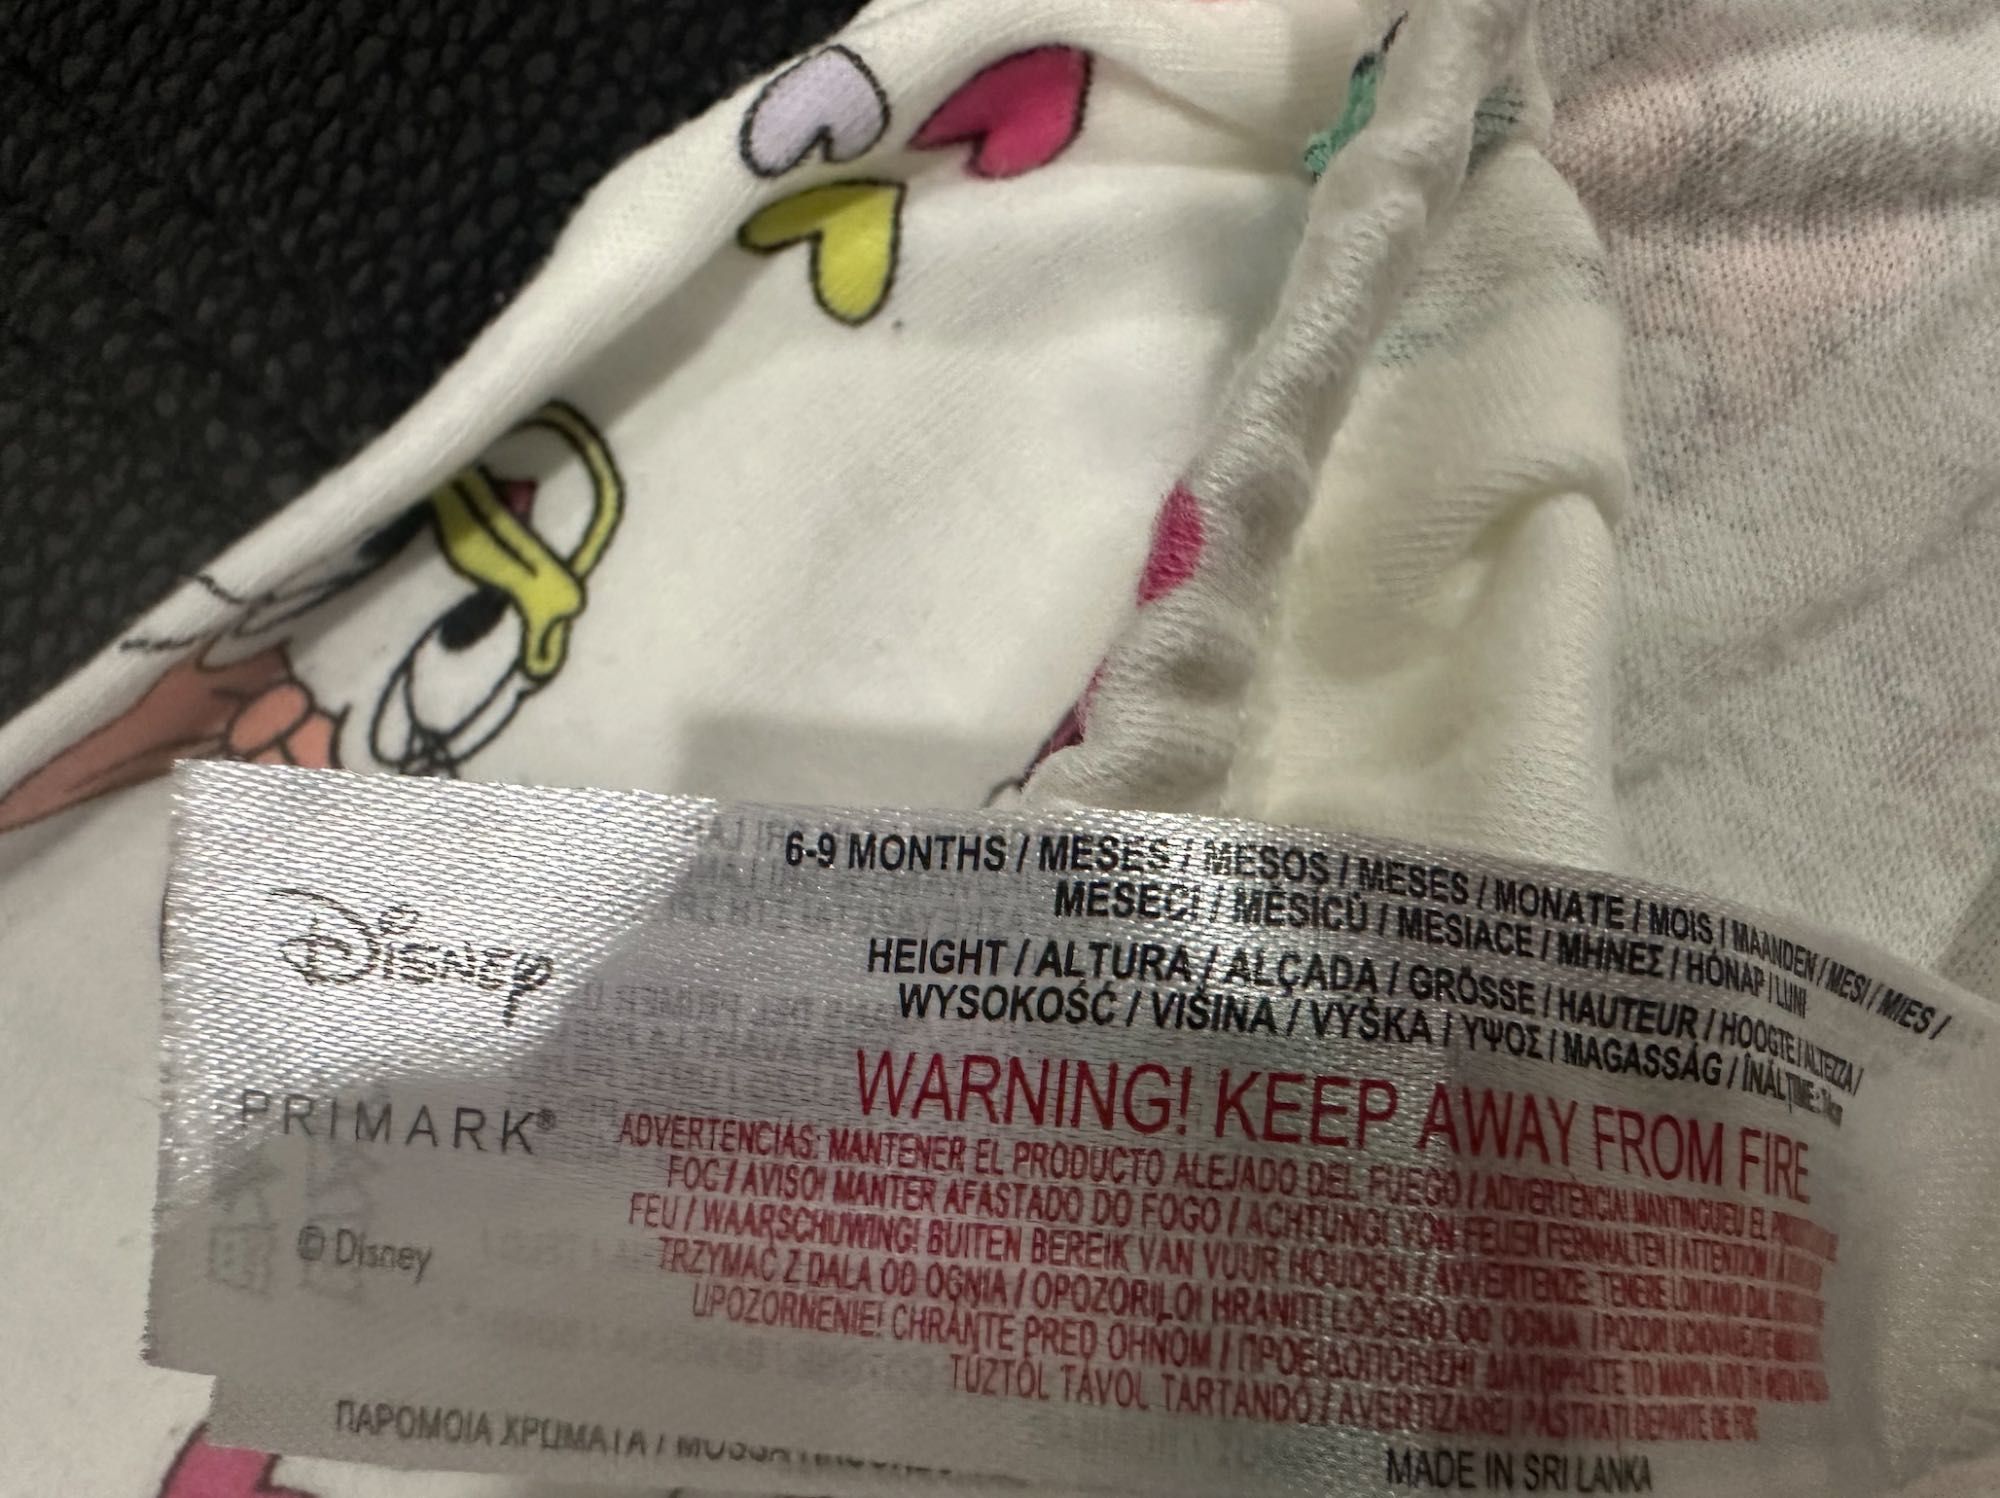 Disney
PRIMARK®
© Disney
6-9 MONTHS / MESES / MESOS / MESES / MONATE / MOIS / MAANDEN / MESI / MIES /
MESECI / MĚSÍCŮ / MESIACE / ΜΗΝΕΣ / HÓNAP / LUNI
HEIGHT / ALTURA / ALÇADA / GRÖSSE / HAUTEUR / HOOGTE / ALTEZZA /
WYSOKOŚĆ / VIŠINA / VÝŠKA / ΥΨΟΣ / MAGASSÁG / ÎNĂLŢIME:
WARNING! KEEP AWAY FROM FIRE
ADVERTENCIAS: MANTENER EL PRODUCTO ALEJADO DEL FUEGO / ADVERTENCIA! MANTINGUEU EL
FOC / AVISO! MANTER AFASTADO DO FOGO / ACHTUNG! VON FEUER FERNHALTEN / ATTENTION /
FEU / WAARSCHUWING! BUITEN BEREIK VAN VUUR HOUDEN / AVVERTENZE: TENERE LONTANO DAL
TRZYMAĆ Z DALA OD OGNIA / OPOZORILO! HRANITI LOČENO OD OGNJA /
UPOZORNENIE! CHRÁŇTE PRED OHŇOM / ΠΡΟΕΙΔΟΠΟΙΗΣΗ! ΔΙΑΤΗΡΗΣΤΕ ΤΟ ΜΑΚΡΙΑ ΑΠΟ ΤΗ
TŰZTŐL TÁVOL TARTANDÓ / AVERTIZARE! PĂSTRAŢI DEPARTE DE FOC
MADE IN SRI LANKA
ΠΑΡΟΜΟΙΑ ΧΡΩΜΑΤΑ /